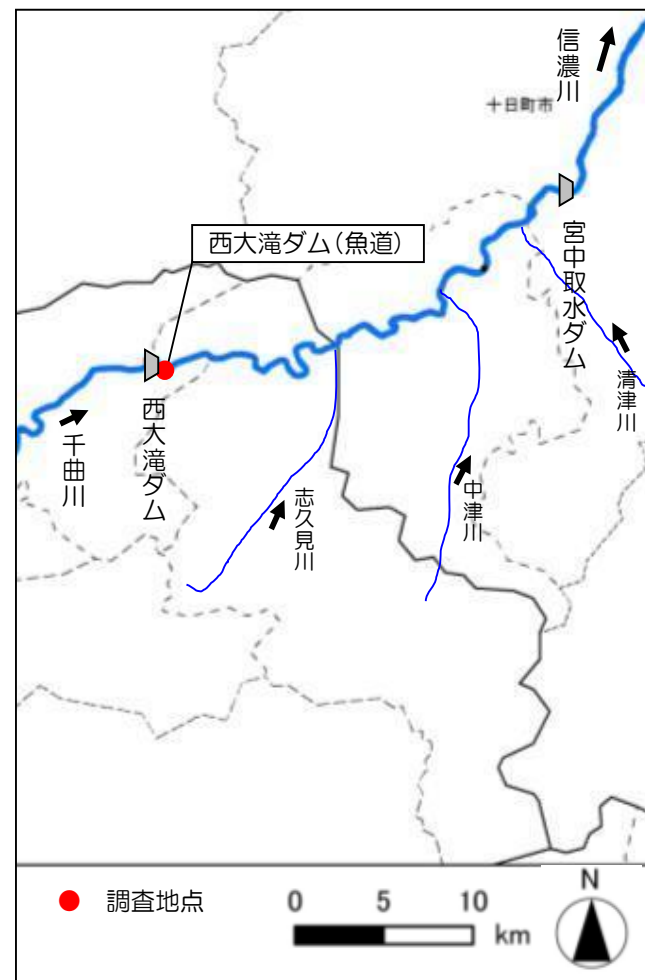 信濃川
十日町市
西大滝ダム(魚道)
宮中取水ダム
清津川
西大滝ダム
千曲川
志久見川
中津川
調査地点
0 5 10
km
N